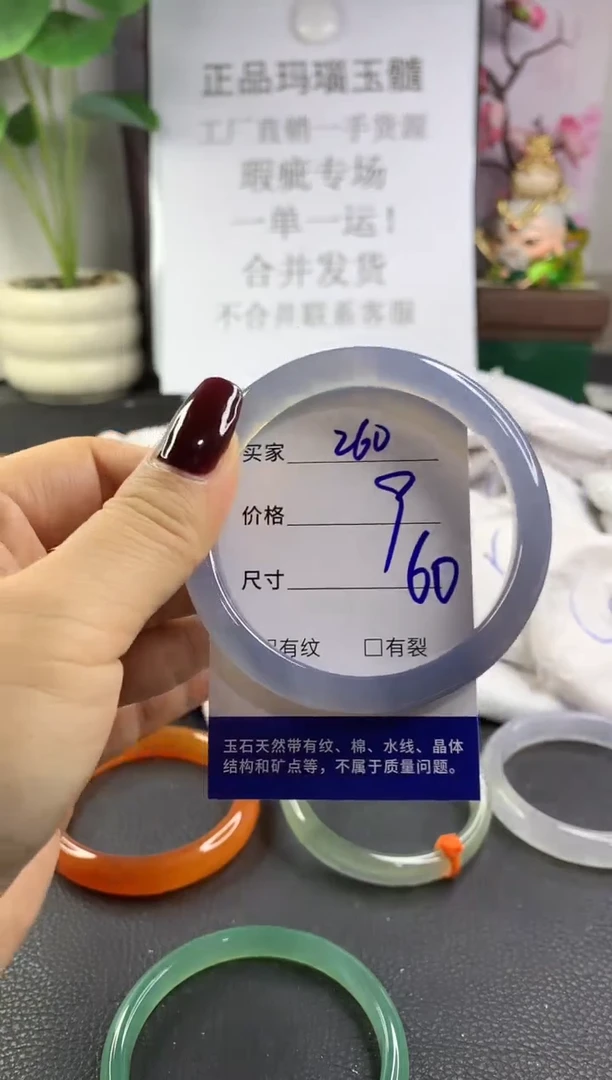 正品玛瑙玉髓
工厂直销一手货源
瑕疵专场
一单一运！
合并发货
不合并联系客服
买家 260
价格
尺寸 60
有纹 □有裂
玉石天然带有纹、棉、水线、晶体
结构和矿点等，不属于质量问题。